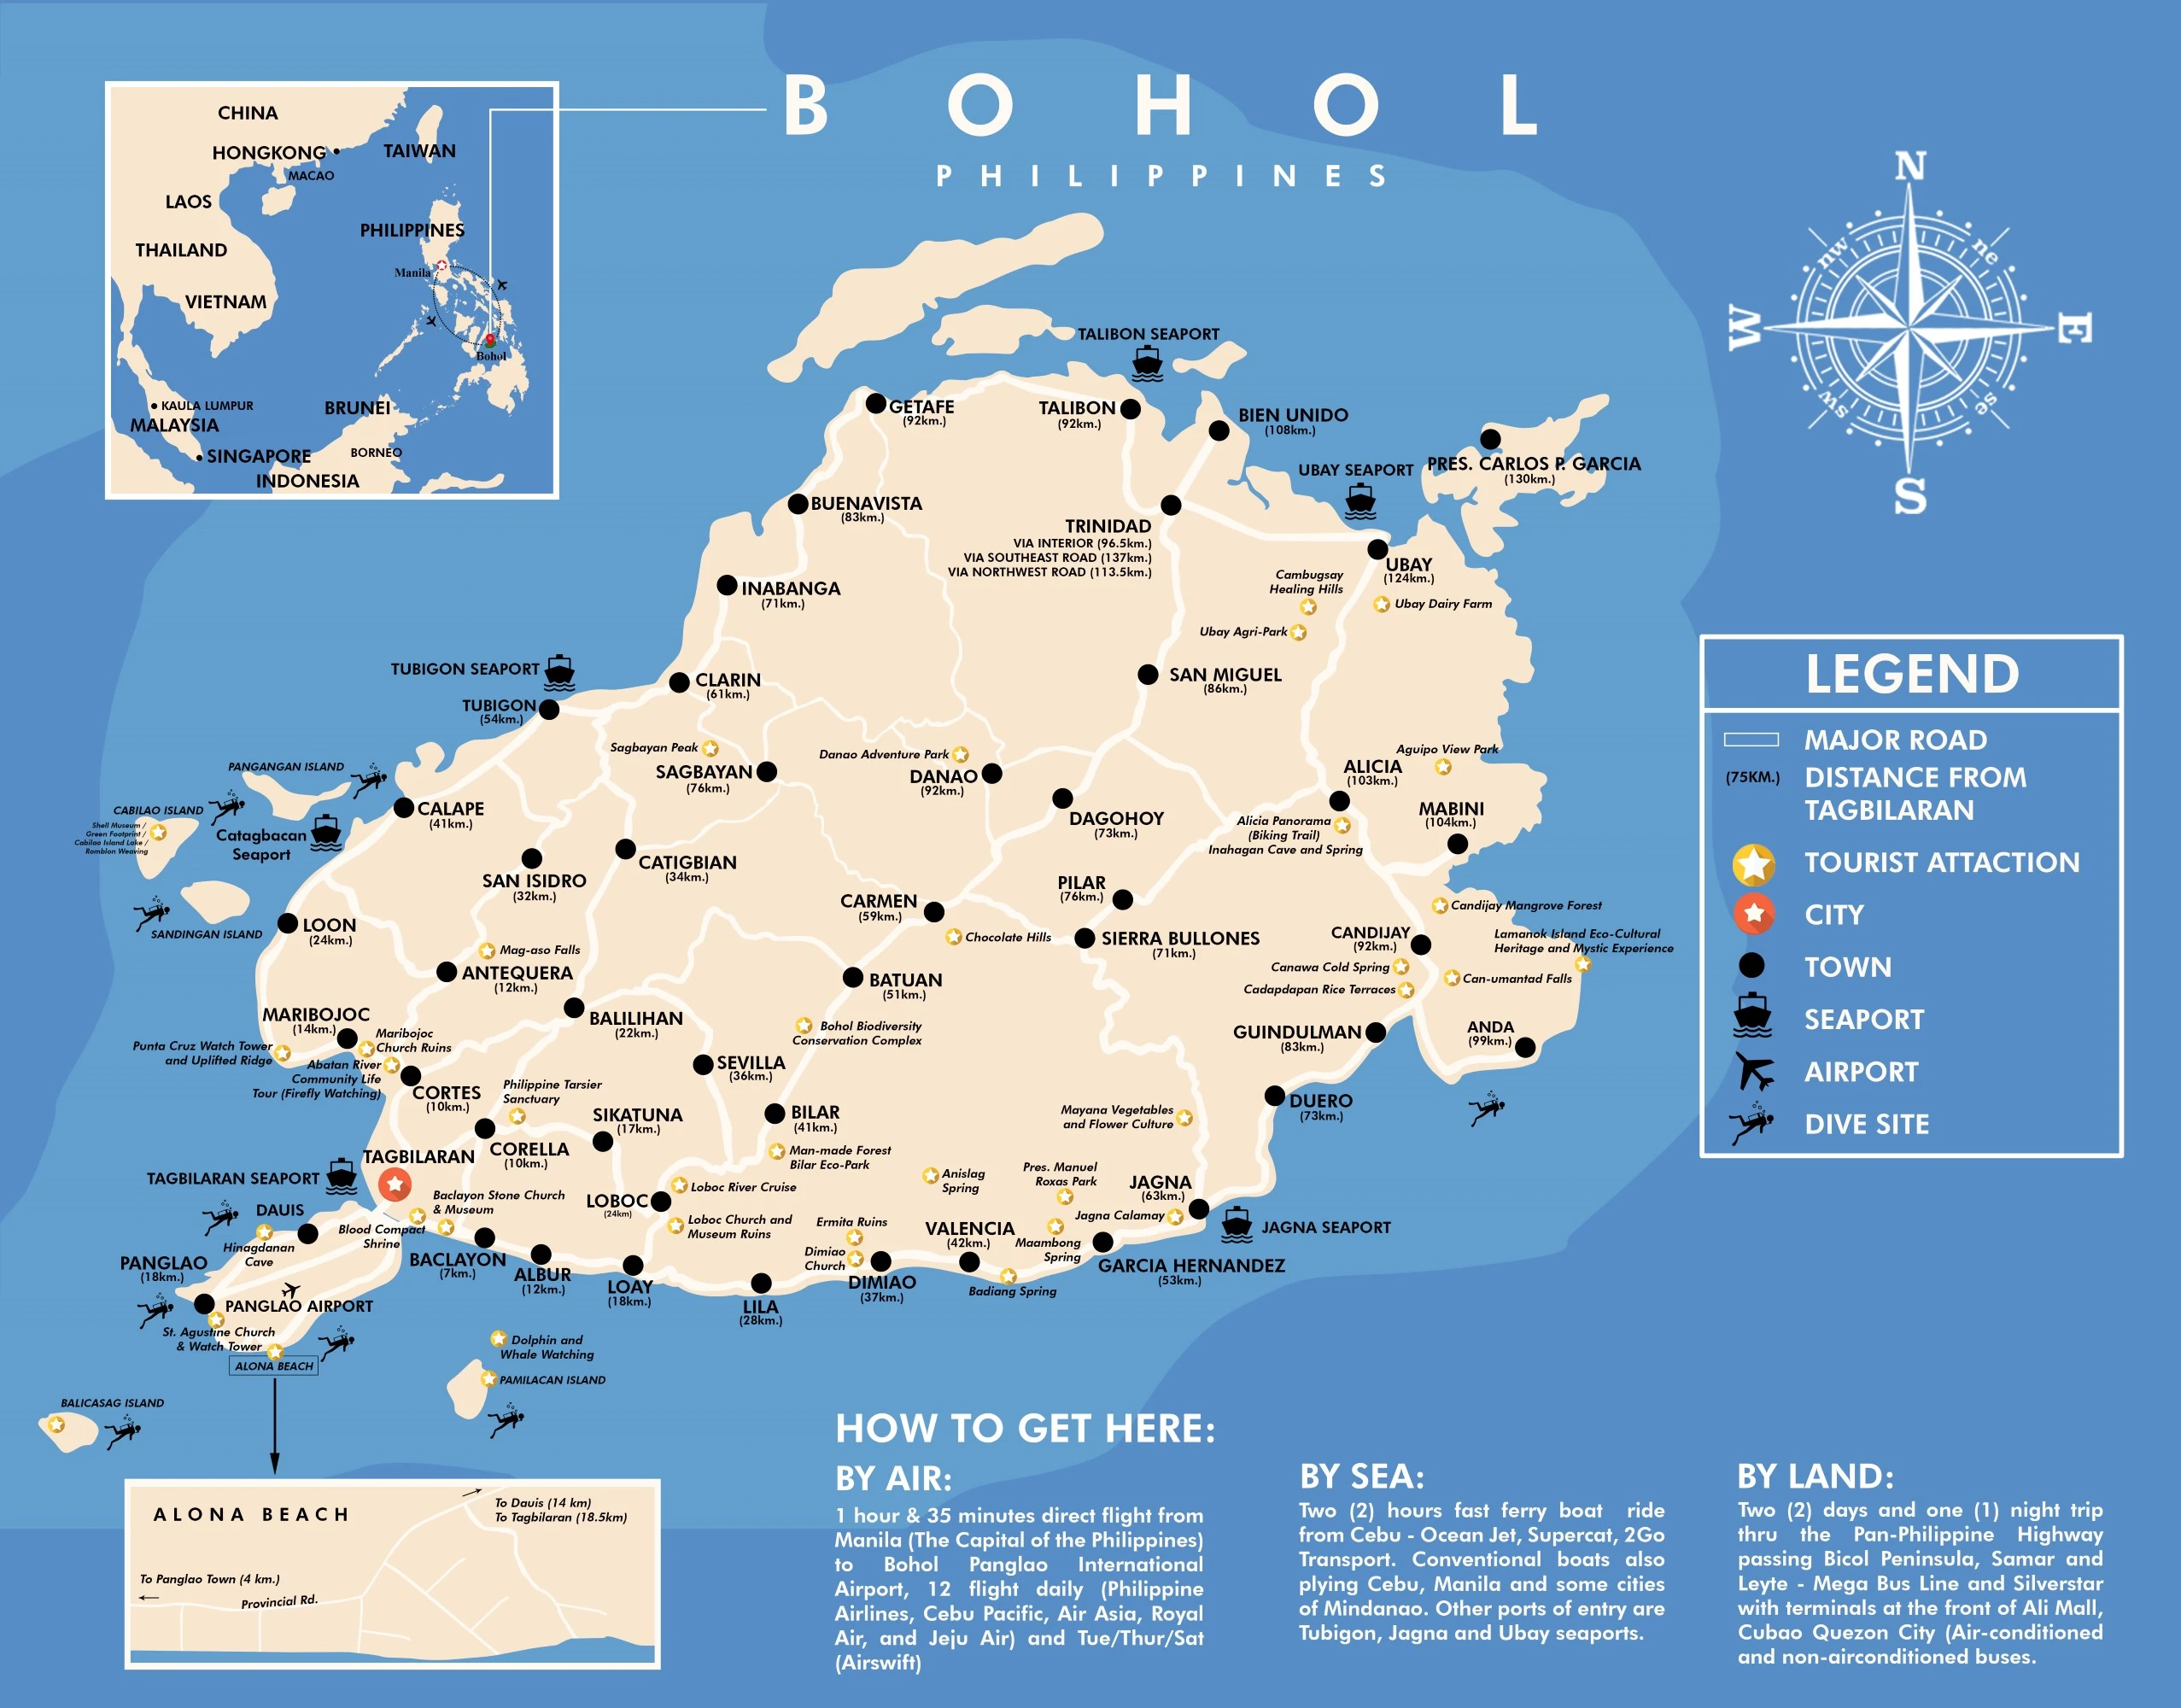 BOHOL
PHILIPPINES
CHINA
HONGKONG
MACAO
TAIWAN
LAOS
THAILAND
VIETNAM
PHILIPPINES
Manila
Bohol
KAULA LUMPUR
MALAYSIA
SINGAPORE
BRUNEI
BORNEO
INDONESIA
N
ne
E
se
S
sw
W
nw
TALIBON SEAPORT
GETAFE
(92km.)
TALIBON
(92km.)
BIEN UNIDO
(108km.)
UBAY SEAPORT
PRES. CARLOS P. GARCIA
(130km.)
BUENAVISTA
(83km.)
TRINIDAD
VIA INTERIOR (96.5km.)
VIA SOUTHEAST ROAD (137km.)
VIA NORTHWEST ROAD (113.5km.)
UBAY
(124km.)
Cambugsay
Healing Hills
Ubay Dairy Farm
Ubay Agri-Park
INABANGA
(71km.)
TUBIGON SEAPORT
CLARIN
(61km.)
SAN MIGUEL
(86km.)
TUBIGON
(54km.)
Sagbayan Peak
SAGBAYAN
(76km.)
Danao Adventure Park
DANAO
(92km.)
Aguipo View Park
ALICIA
(103km.)
PANGANGAN ISLAND
CABILAO ISLAND
Shell Museum /
Green Footprint /
Cabilao Island Lake /
Romblon Weaving
Catagbacan
Seaport
CALAPE
(41km.)
DAGOHOY
(73km.)
Alicia Panorama
(Biking Trail)
Inahagan Cave and Spring
MABINI
(104km.)
SAN ISIDRO
(32km.)
CATIGBIAN
(34km.)
CARMEN
(59km.)
PILAR
(76km.)
Candijay Mangrove Forest
SANDINGAN ISLAND
LOON
(24km.)
Chocolate Hills
SIERRA BULLONES
(71km.)
CANDIJAY
(92km.)
Lamanok Island Eco-Cultural
Heritage and Mystic Experience
Mag-aso Falls
ANTEQUERA
(12km.)
BATUAN
(51km.)
Canawa Cold Spring
Can-umantad Falls
Cadapdapan Rice Terraces
MARIBOJOC
(14km.)
Maribojoc
Church Ruins
Punta Cruz Watch Tower
and Uplifted Ridge
Abatan River
Community Life
Tour (Firefly Watching)
BALILIHAN
(22km.)
Bohol Biodiversity
Conservation Complex
GUINDULMAN
(83km.)
ANDA
(99km.)
CORTES
(10km.)
SEVILLA
(36km.)
Philippine Tarsier
Sanctuary
SIKATUNA
(17km.)
BILAR
(41km.)
Mayana Vegetables
and Flower Culture
DUERO
(73km.)
CORELLA
(10km.)
TAGBILARAN
TAGBILARAN SEAPORT
Man-made Forest
Bilar Eco-Park
Loboc River Cruise
LOBOC
(24km)
Loboc Church and
Museum Ruins
Anislag
Spring
Pres. Manuel
Roxas Park
JAGNA
(63km.)
Jagna Calamay
JAGNA SEAPORT
Baclayon Stone Church
& Museum
DAUIS
Blood Compact
Shrine
Hinagdanan
Cave
BACLAYON
(7km.)
ALBUR
(12km.)
LOAY
(18km.)
LILA
(28km.)
Ermita Ruins
Dimiao
Church
DIMIAO
(37km.)
VALENCIA
(42km.)
Maambong
Spring
Badiang Spring
GARCIA HERNANDEZ
(53km.)
PANGLAO
(18km.)
PANGLAO AIRPORT
St. Agustine Church
& Watch Tower
ALONA BEACH
Dolphin and
Whale Watching
PAMILACAN ISLAND
BALICASAG ISLAND
LEGEND
MAJOR ROAD
(75KM.)
DISTANCE FROM
TAGBILARAN
TOURIST ATTACTION
CITY
TOWN
SEAPORT
AIRPORT
DIVE SITE
ALONA BEACH
To Dauis (14 km)
To Tagbilaran (18.5km)
To Panglao Town (4 km.)
Provincial Rd.
HOW TO GET HERE:
BY AIR:
1 hour & 35 minutes direct flight from
Manila (The Capital of the Philippines)
to Bohol Panglao International
Airport, 12 flight daily (Philippine
Airlines, Cebu Pacific, Air Asia, Royal
Air, and Jeju Air) and Tue/Thur/Sat
(Airswift)
BY SEA:
Two (2) hours fast ferry boat ride
from Cebu - Ocean Jet, Supercat, 2Go
Transport. Conventional boats also
plying Cebu, Manila and some cities
of Mindanao. Other ports of entry are
Tubigon, Jagna and Ubay seaports.
BY LAND:
Two (2) days and one (1) night trip
thru the Pan-Philippine Highway
passing Bicol Peninsula, Samar and
Leyte - Mega Bus Line and Silverstar
with terminals at the front of Ali Mall,
Cubao Quezon City (Air-conditioned
and non-airconditioned buses.